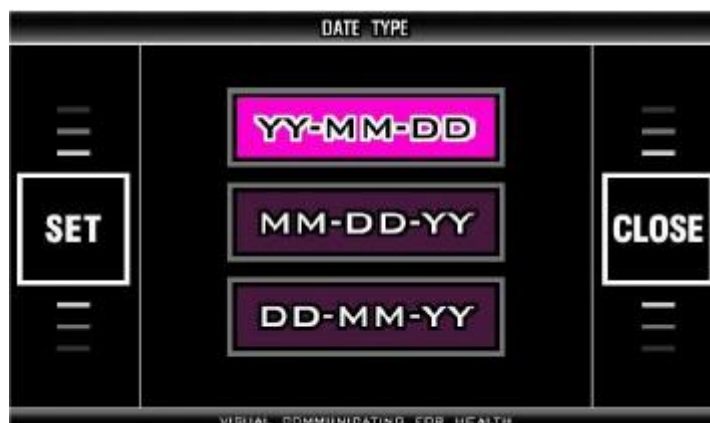 DATE TYPE
YY-MM-DD
SET
MM-DD-YY
CLOSE
DD-MM-YY
VISUAL COMMUNICATING FOR HEALTH